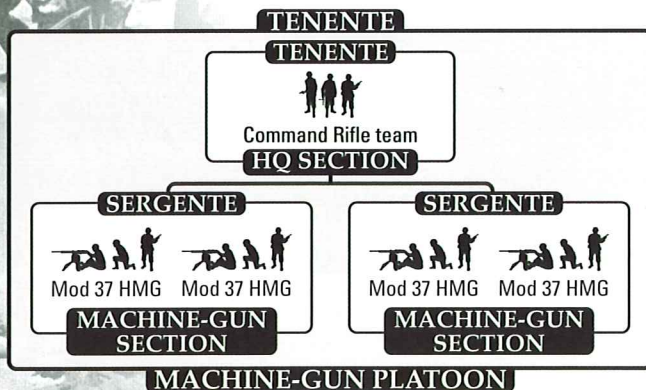 TENENTE
TENENTE
Command Rifle team
HQ SECTION
SERGENTE
SERGENTE
Mod 37 HMG Mod 37 HMG
Mod 37 HMG Mod 37 HMG
MACHINE-GUN
SECTION
MACHINE-GUN
SECTION
MACHINE-GUN PLATOON